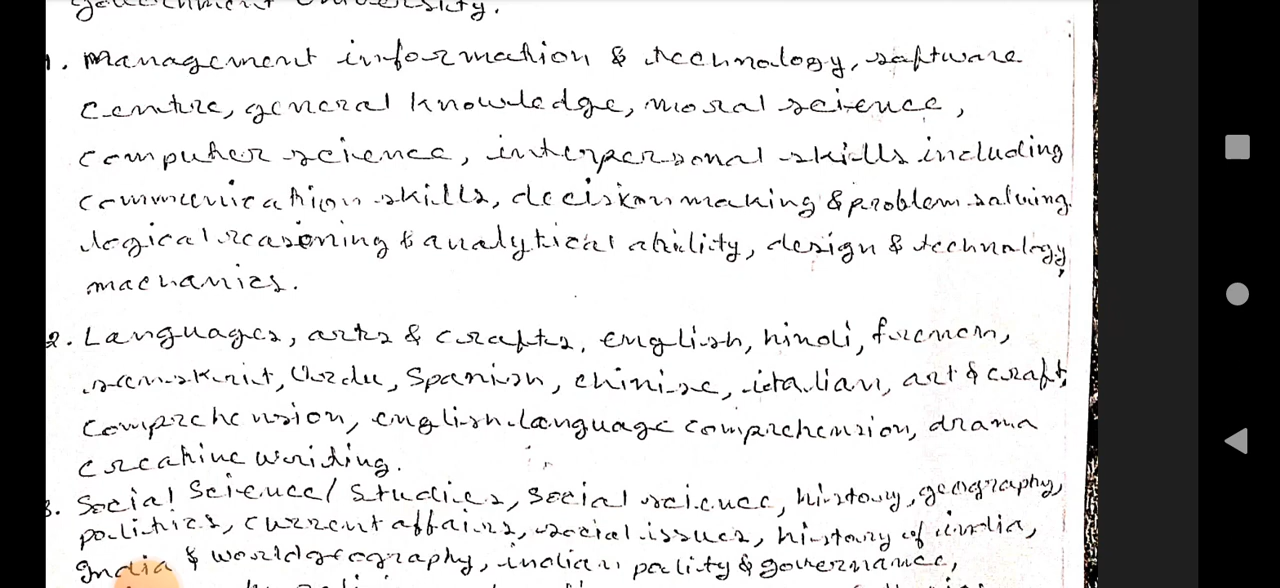 government university.
1. Management information & technology, software
centre, general knowledge, moral science,
computer science, interpersonal skills including
communication skills, decision making & problem solving.
logical reasoning & analytical ability, design & technology,
mechanics.
2. Languages, arts & crafts, english, hindi, french,
sanskrit, Urdu, Spanish, chinise, italian, art & craft,
comprehension, english language comprehension, drama
creative writing.
3. Social Science/ Studies, social science, history, geography,
politics, current affairs, social issues, history of india,
India & world geography, indian polity & governance,